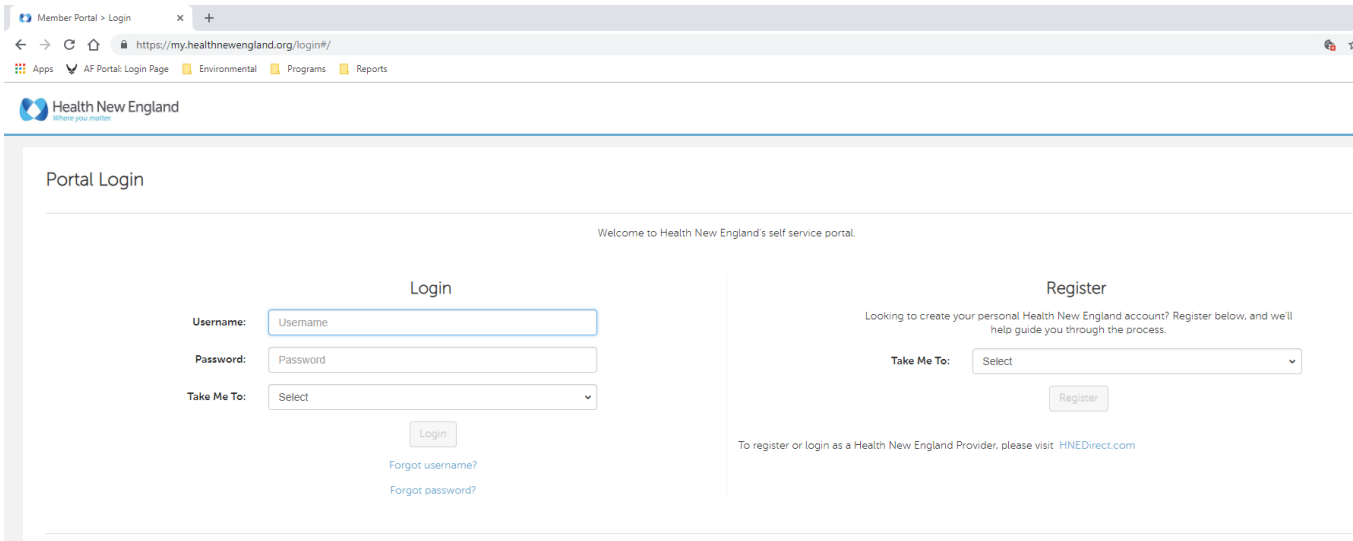 Member Portal > Login
https://my.healthnewengland.org/login#/
Apps AF Portal: Login Page Environmental Programs Reports
Health New England
Where you matter.
Portal Login
Welcome to Health New England's self service portal.
Login
Username: Username
Password: Password
Take Me To: Select
Login
Forgot username?
Forgot password?
Register
Looking to create your personal Health New England account? Register below, and we'll
help guide you through the process.
Take Me To: Select
Register
To register or login as a Health New England Provider, please visit HNEDirect.com